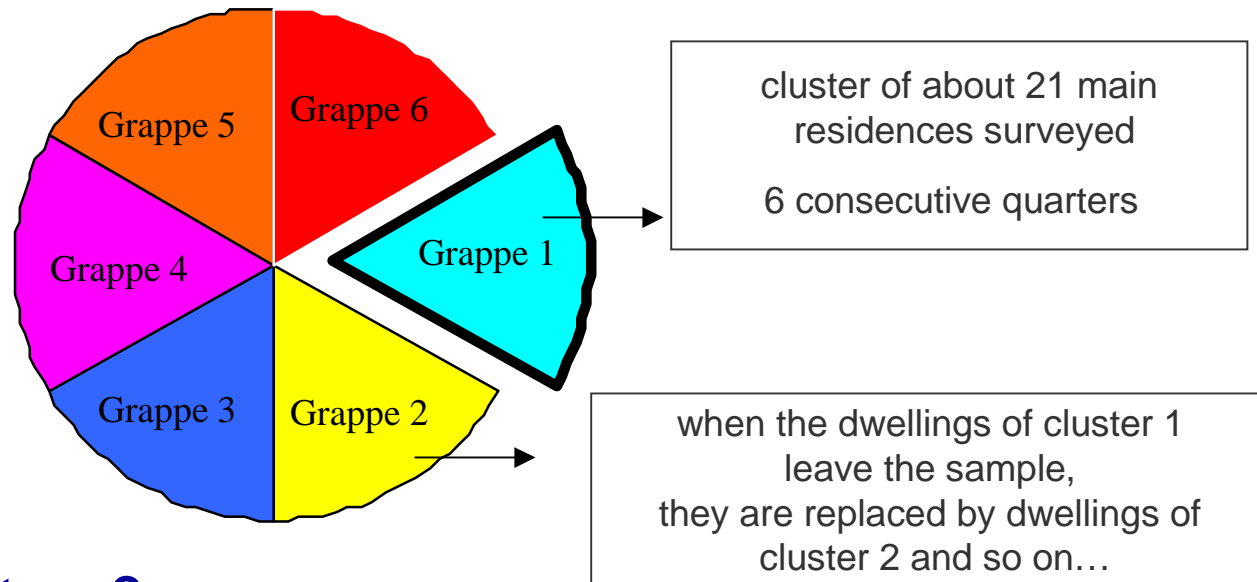 Grappe 5
Grappe 6
Grappe 4
Grappe 1
Grappe 3
Grappe 2
cluster of about 21 main
residences surveyed
6 consecutive quarters
when the dwellings of cluster 1
leave the sample,
they are replaced by dwellings of
cluster 2 and so on…